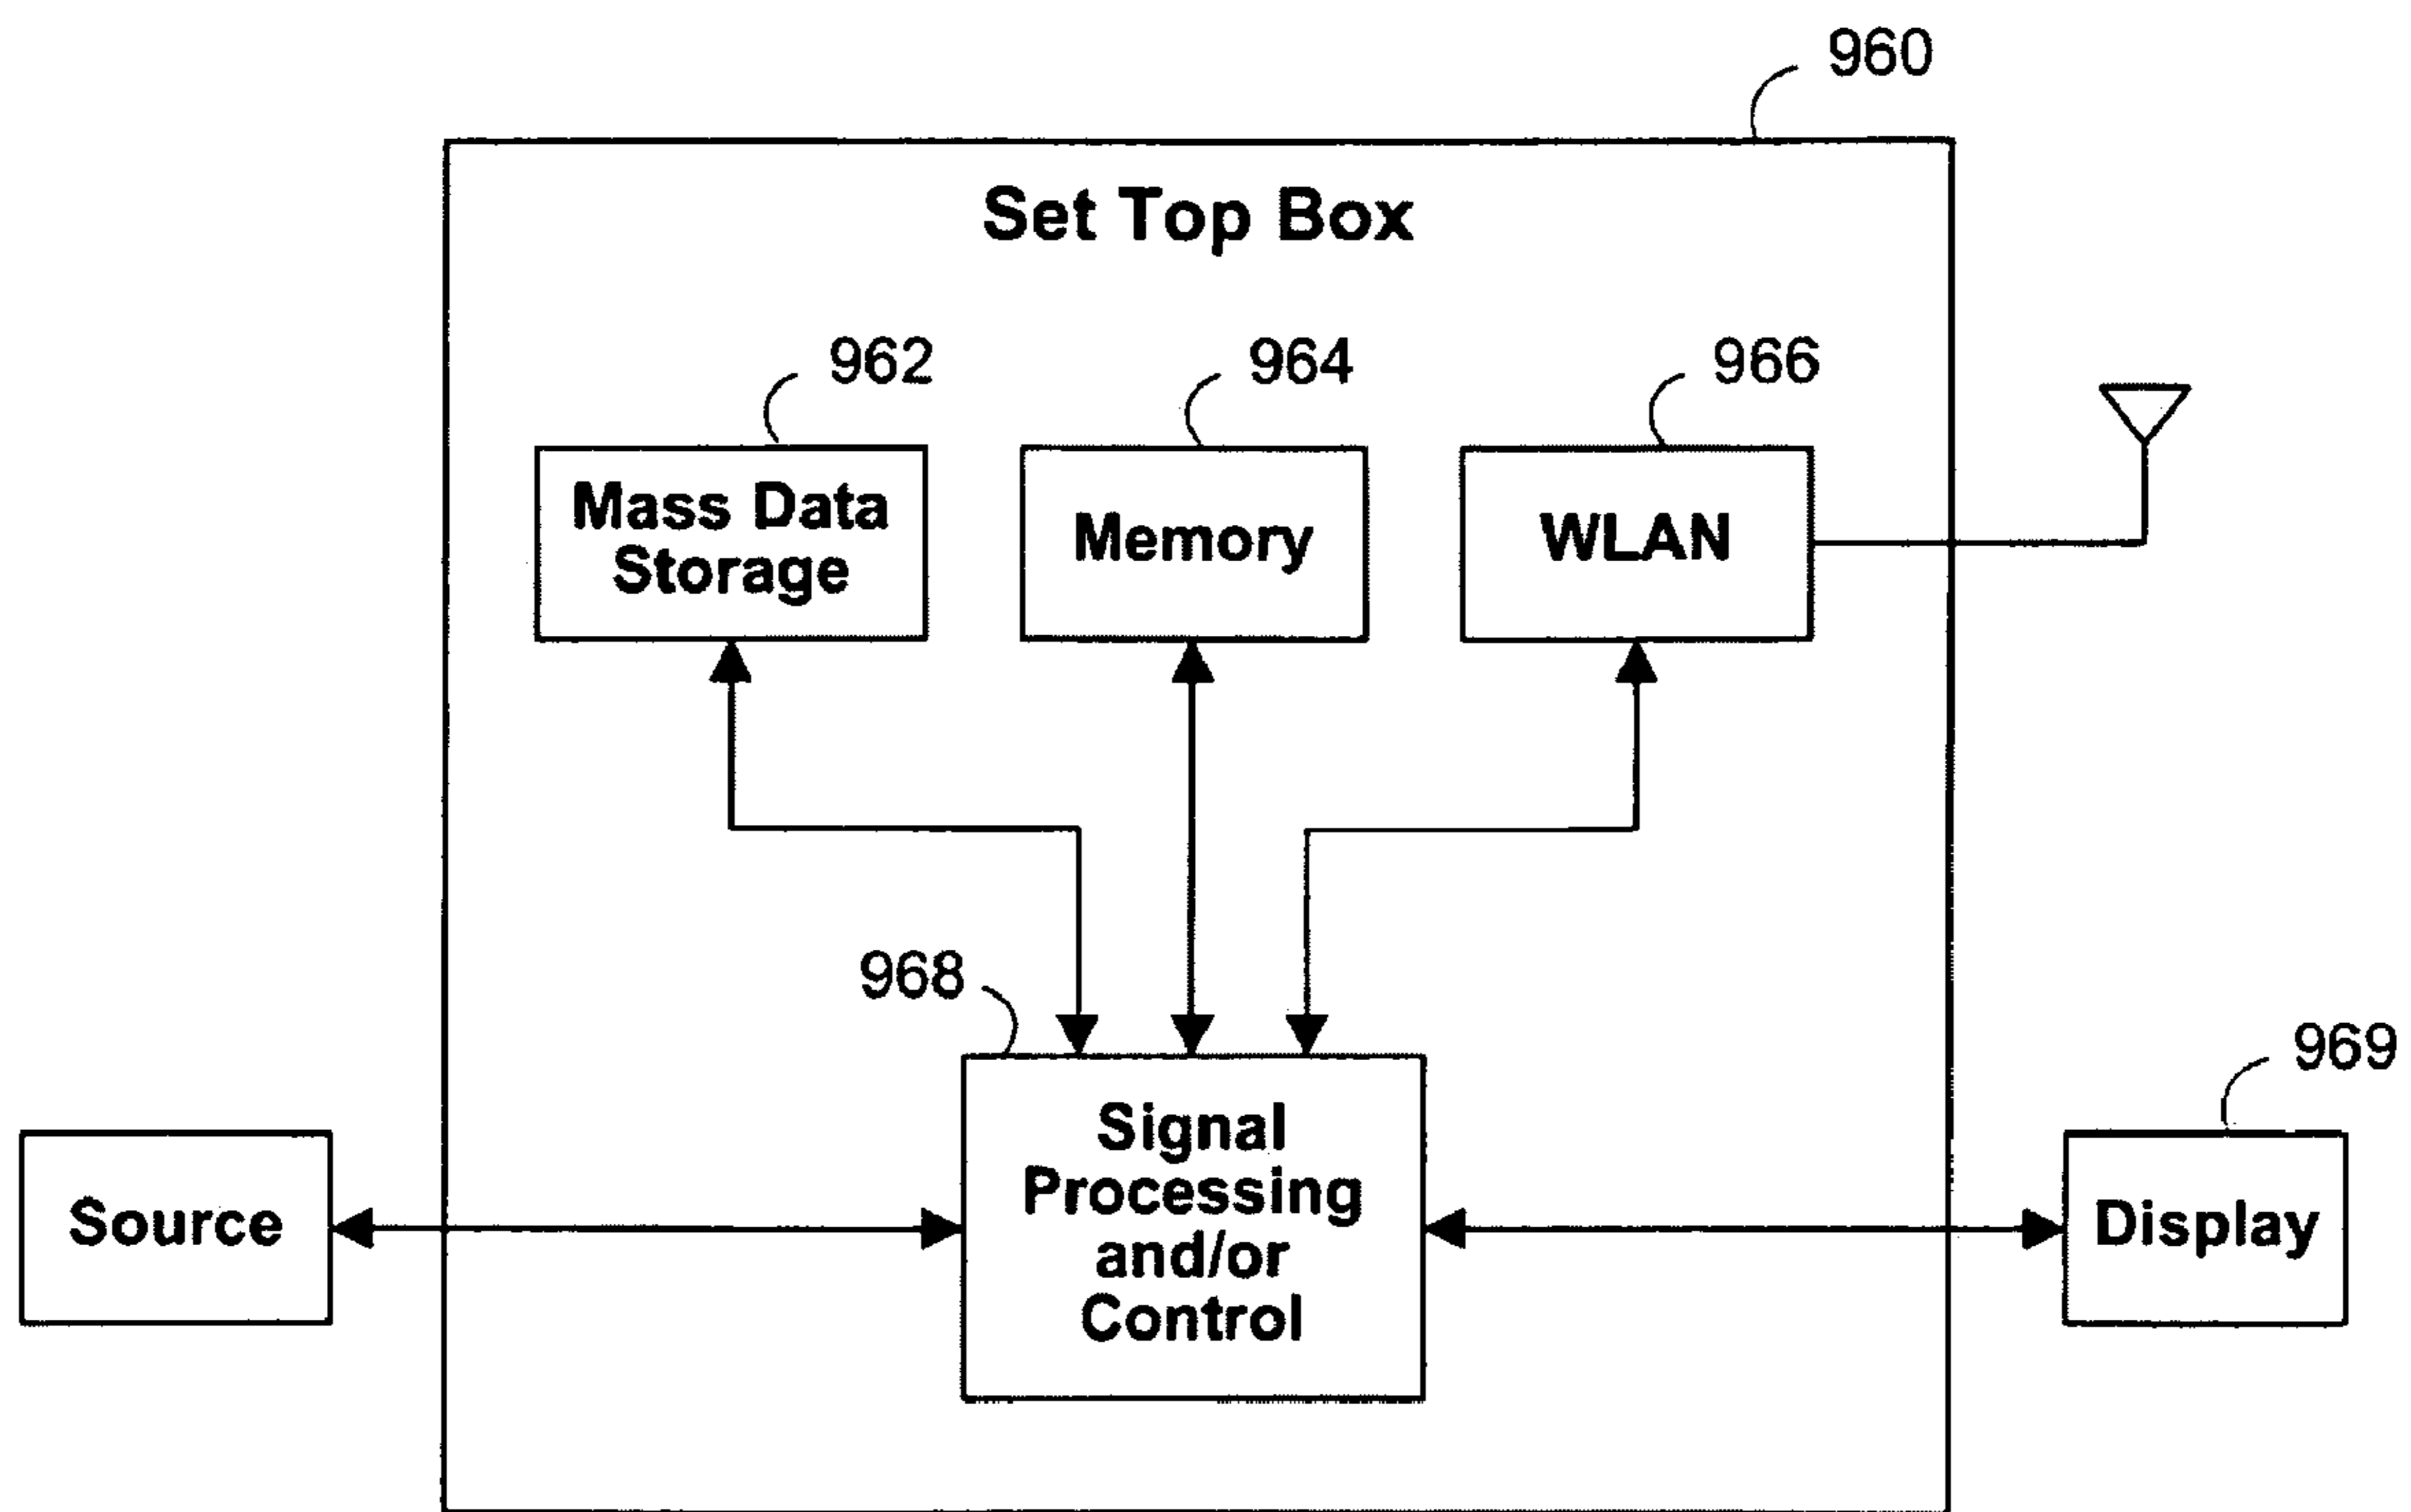 960
Set Top Box
962
964
966
Mass Data
Storage
Memory
WLAN
968
969
Source
Signal
Processing
and/or
Control
Display